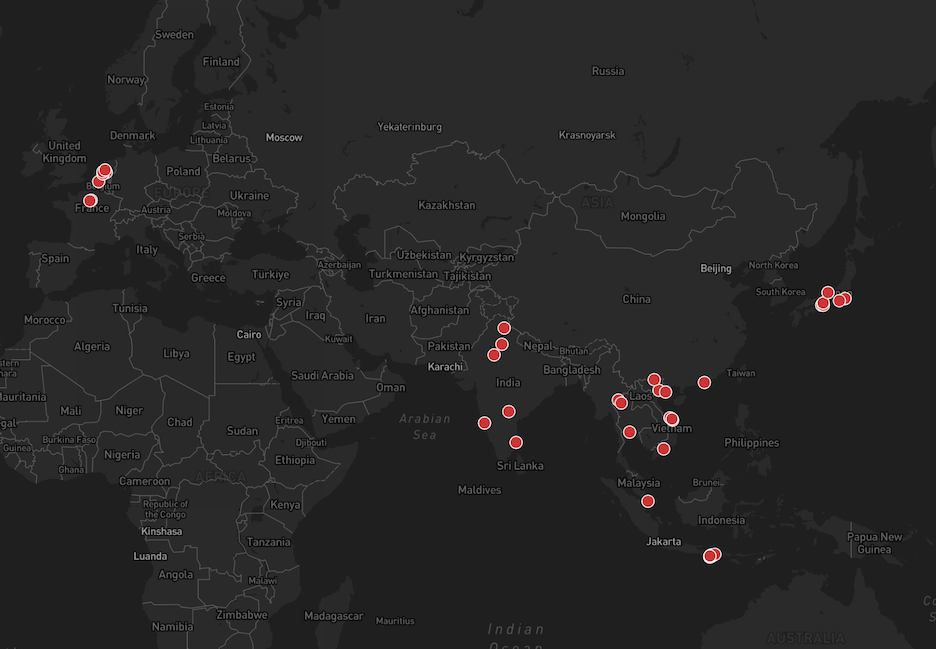 Sweden
Finland
Russia
Norway
Estonia
Yekaterinburg
Latvia
Denmark
Moscow
Krasnoyarsk
Lithuania
United
Kingdom
Belarus
Poland
EUROPE
Ukraine
ASIA
Kazakhstan
France
Austria
Moldova
Mongolia
Serbia
Italy
Uzbekistan
Kyrgyzstan
Spain
Azerbaijan
Beijing
North Korea
Greece
Türkiye
Turkmenistan
Tajikistan
South Korea
China
Syria
Tunisia
Afghanistan
Morocco
Iraq
Iran
Cairo
Kuwait
Algeria
Libya
Egypt
Pakistan
Nepal
Bhutan
Karachi
Bangladesh
Taiwan
Saudi Arabia
India
Oman
Mauritania
Laos
Mali
Niger
Chad
Yemen
Arabian
Sea
Eritrea
Sudan
Vietnam
Burkina Faso
Djibouti
Philippines
Guinea
Nigeria
Ethiopia
Ghana
Sri Lanka
AFRICA
Cameroon
Malaysia
Brunei
Maldives
Republic of
the Congo
Kenya
Indonesia
Kinshasa
Jakarta
Papua New
Guinea
Tanzania
Luanda
Angola
Malawi
Zimbabwe
Madagascar
Mauritius
Namibia
Indian
Ocean
AUSTRALIA